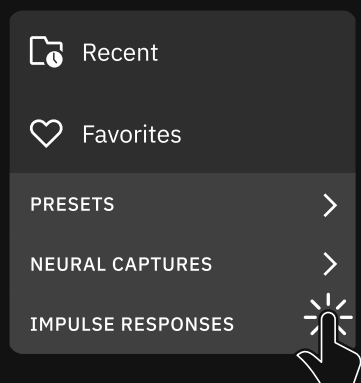 Recent
Favorites
PRESETS
NEURAL CAPTURES
IMPULSE RESPONSES